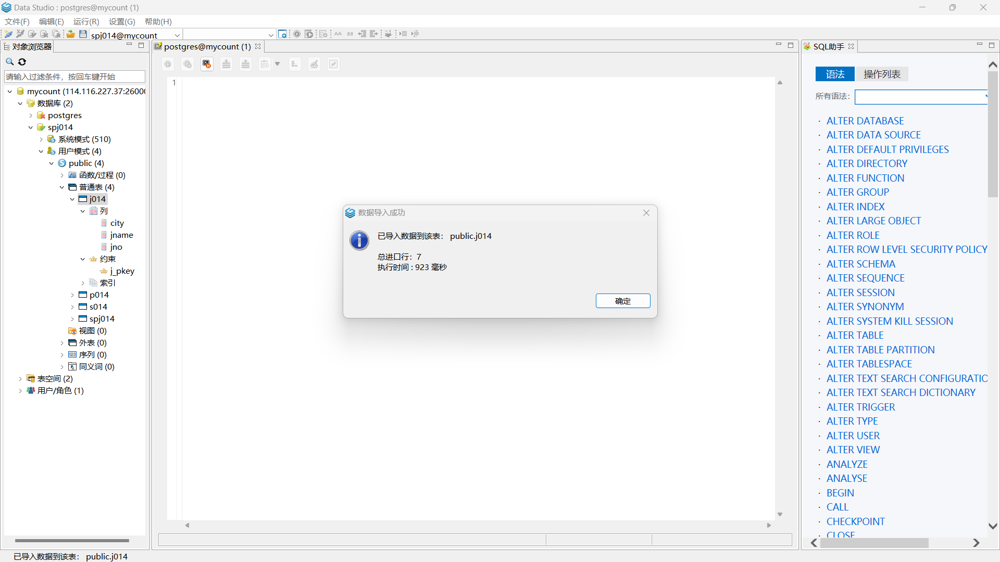 Data Studio : postgres@mycount (1)
文件(F) 编辑(E) 运行(R) 设置(G) 帮助(H)
spj014@mycount
AA aa
对象浏览器
请输入过滤条件，按回车键开始
mycount (114.116.227.37:2600
数据库 (2)
postgres
spj014
系统模式 (510)
用户模式 (4)
public (4)
函数/过程 (0)
普通表 (4)
j014
列
city
jname
jno
约束
j_pkey
索引
p014
s014
spj014
视图 (0)
外表 (0)
序列 (0)
同义词 (0)
表空间 (2)
用户/角色 (1)
postgres@mycount (1)
1
数据导入成功
已导入数据到该表： public.j014
总进口行：7
执行时间 : 923 毫秒
确定
SQL助手
语法 操作列表
所有语法:
· ALTER DATABASE
· ALTER DATA SOURCE
· ALTER DEFAULT PRIVILEGES
· ALTER DIRECTORY
· ALTER FUNCTION
· ALTER GROUP
· ALTER INDEX
· ALTER LARGE OBJECT
· ALTER ROLE
· ALTER ROW LEVEL SECURITY POLICY
· ALTER SCHEMA
· ALTER SEQUENCE
· ALTER SESSION
· ALTER SYNONYM
· ALTER SYSTEM KILL SESSION
· ALTER TABLE
· ALTER TABLE PARTITION
· ALTER TABLESPACE
· ALTER TEXT SEARCH CONFIGURATIO
· ALTER TEXT SEARCH DICTIONARY
· ALTER TRIGGER
· ALTER TYPE
· ALTER USER
· ALTER VIEW
· ANALYZE
· ANALYSE
· BEGIN
· CALL
· CHECKPOINT
· CLOSE
已导入数据到该表： public.j014